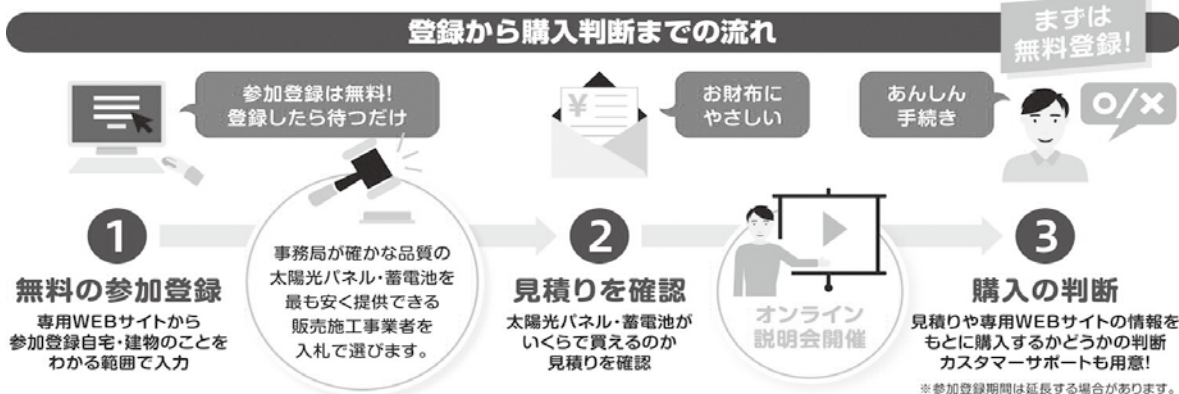 登録から購入判断までの流れ
まずは
無料登録!
参加登録は無料!
登録したら待つだけ
¥
お財布に
やさしい
あんしん
手続き
O/×
1
無料の参加登録
専用WEBサイトから
参加登録自宅・建物のことを
わかる範囲で入力
事務局が確かな品質の
太陽光パネル・蓄電池を
最も安く提供できる
販売施工事業者を
入札で選びます。
2
見積りを確認
太陽光パネル・蓄電池が
いくらで買えるのか
見積りを確認
オンライン
説明会開催
3
購入の判断
見積りや専用WEBサイトの情報を
もとに購入するかどうかの判断
カスタマーサポートも用意!
※参加登録期間は延長する場合があります。